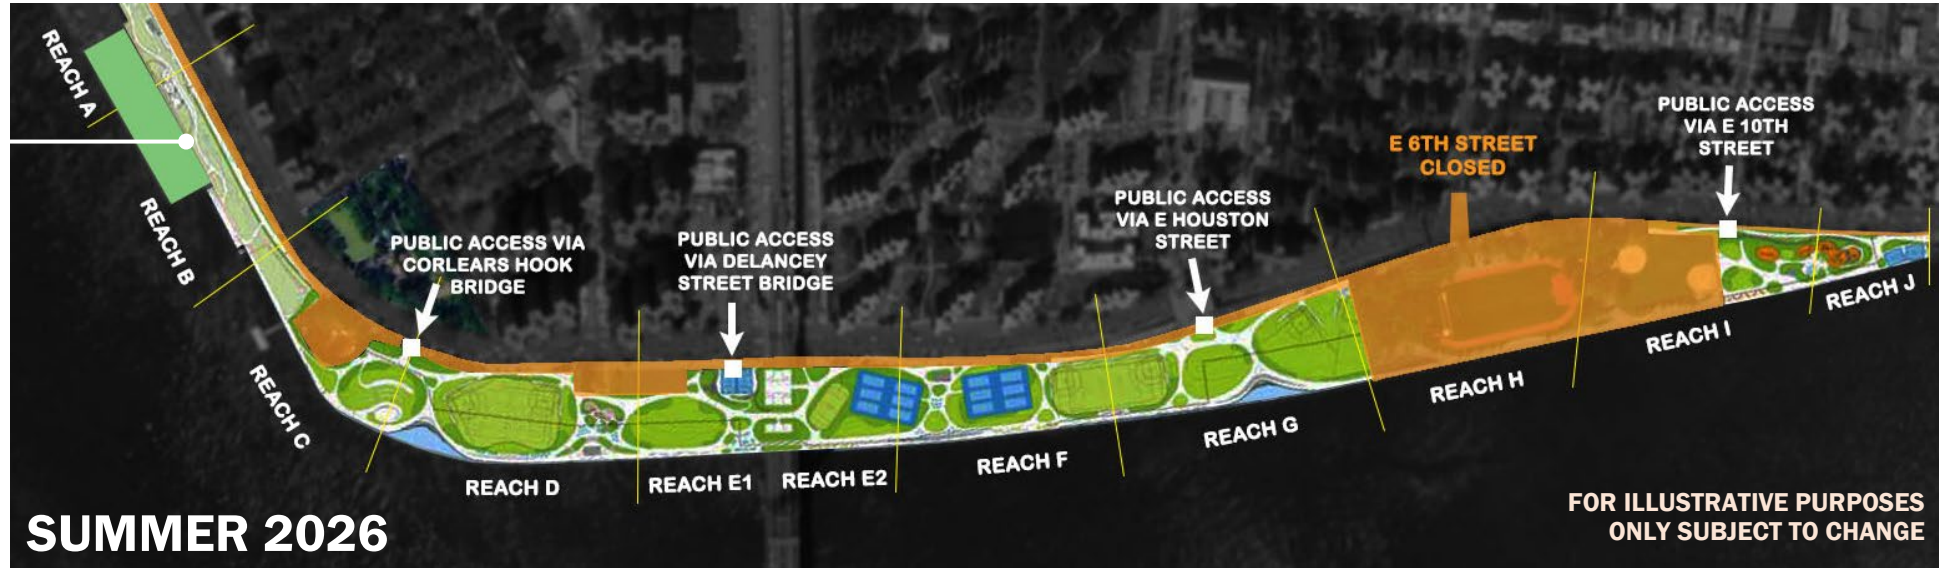 REACH A
REACH B
REACH C
PUBLIC ACCESS VIA
CORLEARS HOOK
BRIDGE
PUBLIC ACCESS
VIA DELANCEY
STREET BRIDGE
PUBLIC ACCESS
VIA E HOUSTON
STREET
E 6TH STREET
CLOSED
PUBLIC ACCESS
VIA E 10TH
STREET
REACH D
REACH E1
REACH E2
REACH F
REACH G
REACH H
REACH I
REACH J
SUMMER 2026
FOR ILLUSTRATIVE PURPOSES
ONLY SUBJECT TO CHANGE